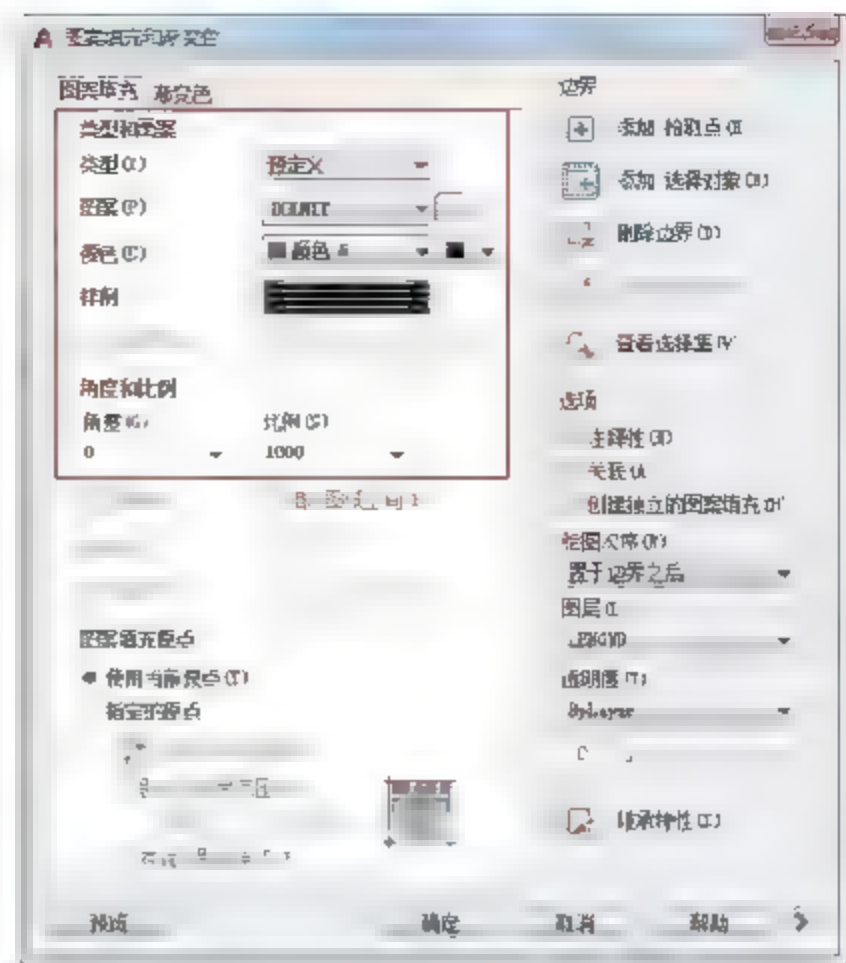 图案填充和渐变色
图案填充 渐变色
类型和图案
类型(Y)
预定义
图案(P)
颜色(C)
颜色 8
样例
角度和比例
角度(G)
比例(S)
0
1000
图案填充原点
使用当前原点(T)
指定的原点
预览
边界
添加:拾取点(K)
添加:选择对象(B)
删除边界(D)
查看选择集(V)
选项
注释性(N)
关联(A)
创建独立的图案填充(H)
绘图次序(W)
置于边界之后
图层(L)
透明度(T)
ByLayer
继承特性(I)
确定
取消
帮助